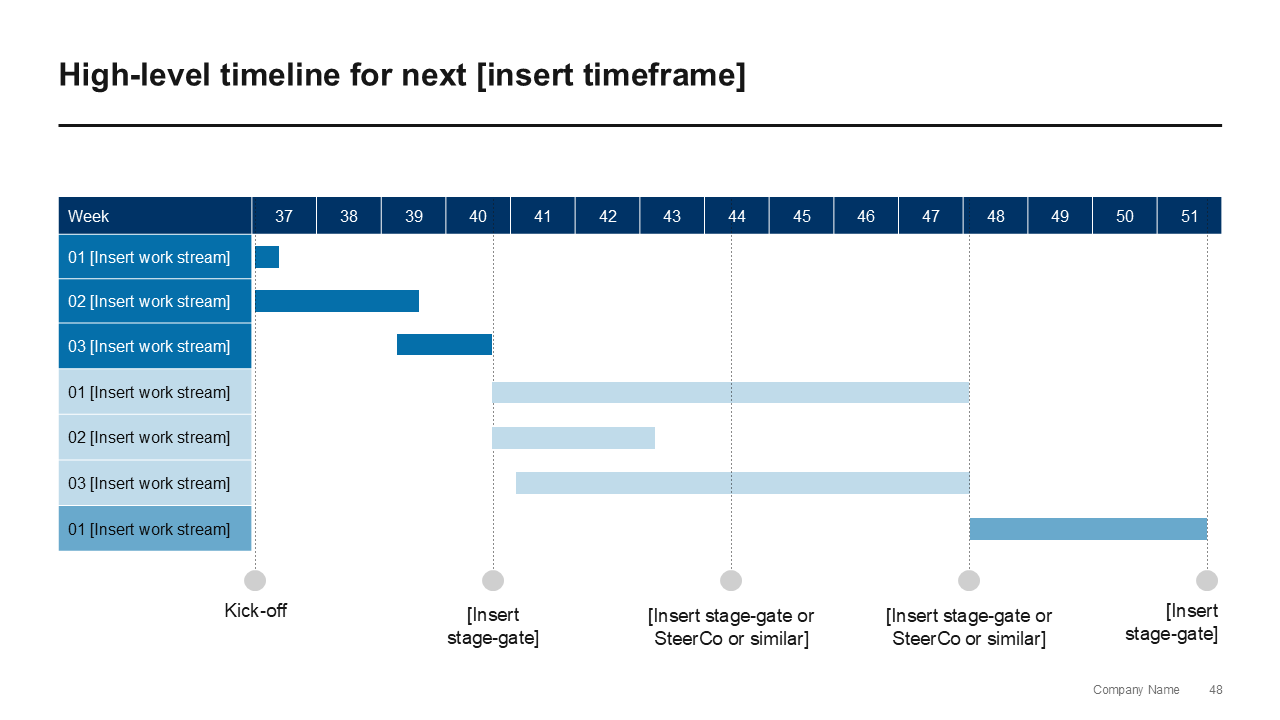 High-level timeline for next [insert timeframe]
Week 37 38 39 40 41 42 43 44 45 46 47 48 49 50 51
01 [Insert work stream]
02 [Insert work stream]
03 [Insert work stream]
01 [Insert work stream]
02 [Insert work stream]
03 [Insert work stream]
01 [Insert work stream]
Kick-off
[Insert
stage-gate]
[Insert stage-gate or
SteerCo or similar]
[Insert stage-gate or
SteerCo or similar]
[Insert
stage-gate]
Company Name 48